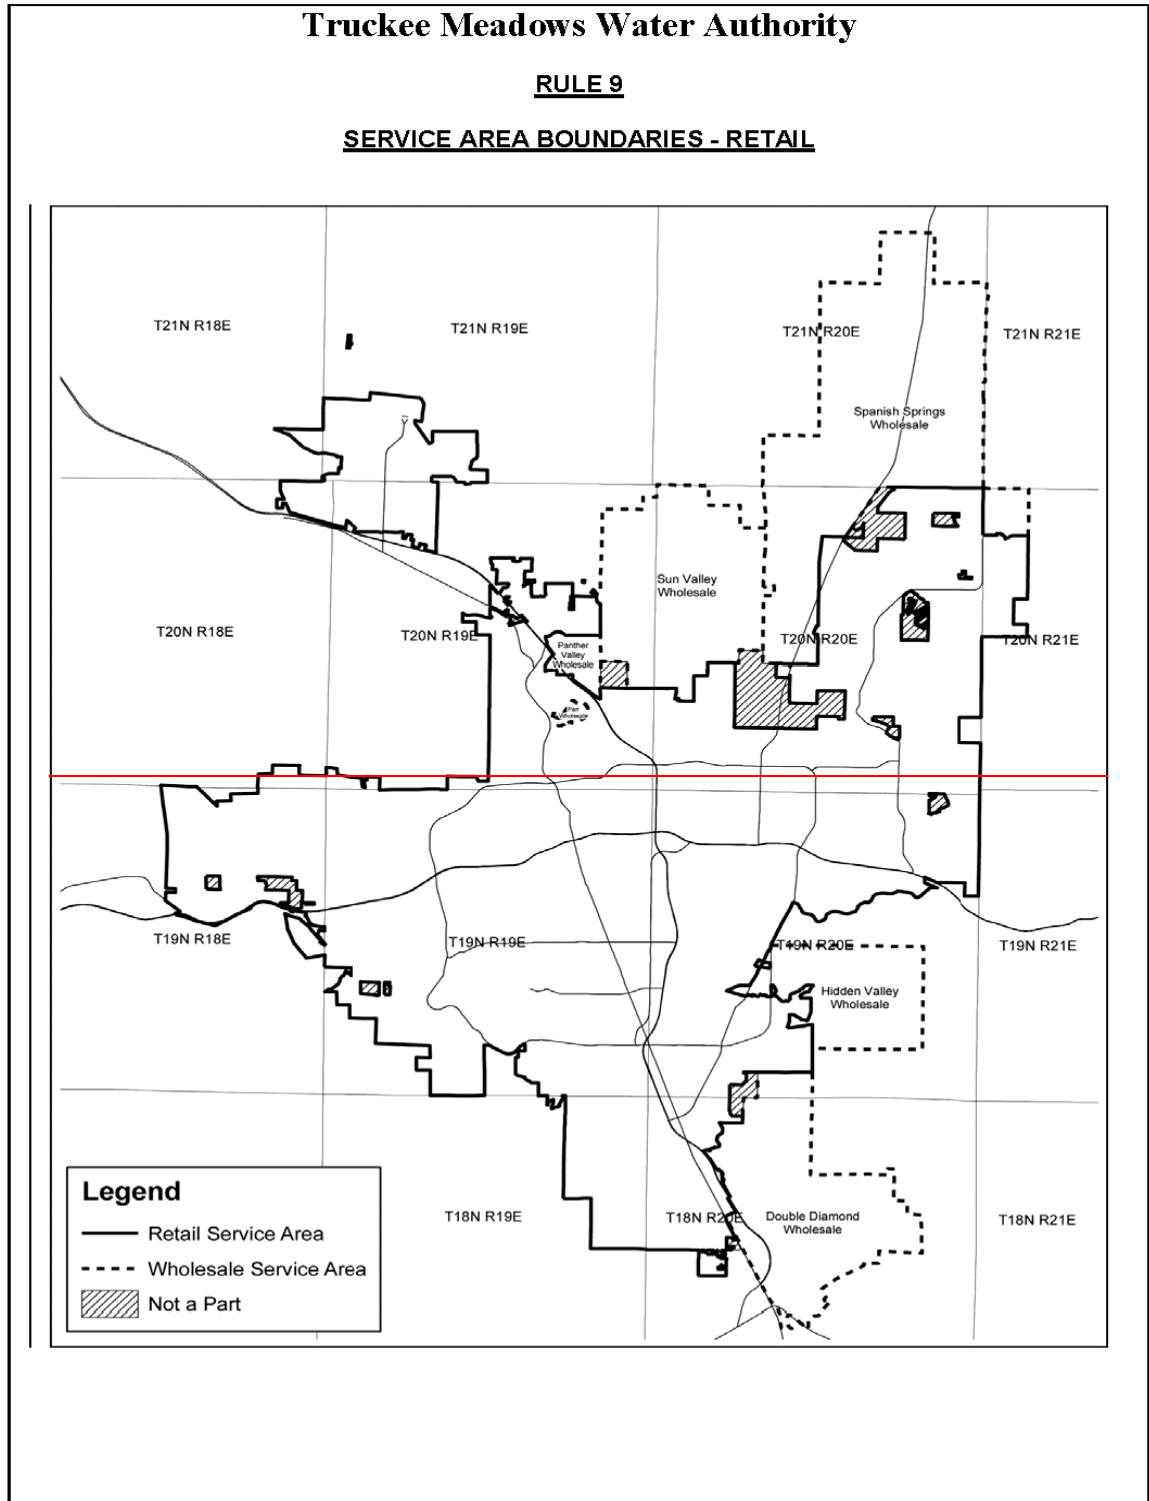 Truckee Meadows Water Authority
RULE 9
SERVICE AREA BOUNDARIES - RETAIL
T21N R18E
T21N R19E
T21N R20E
T21N R21E
Spanish Springs
Wholesale
Sun Valley
Wholesale
T20N R18E
T20N R19E
T20N R20E
T20N R21E
Panther
Valley
Wholesale
Parr
Wholesale
T19N R18E
T19N R19E
T19N R20E
T19N R21E
Hidden Valley
Wholesale
T18N R19E
T18N R20E
Double Diamond
Wholesale
T18N R21E
Legend
Retail Service Area
Wholesale Service Area
Not a Part